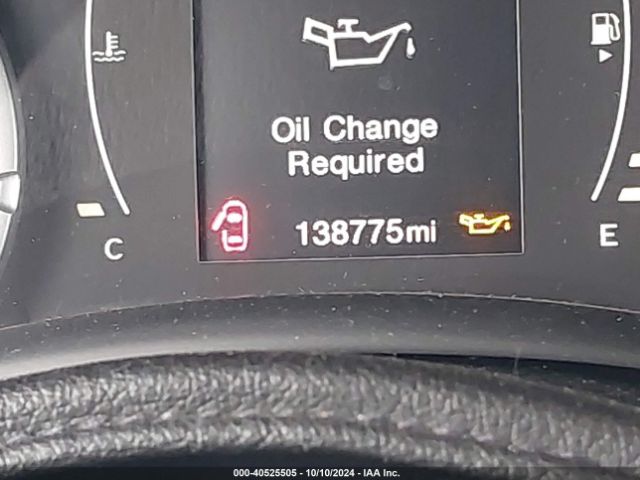 Oil Change
Required
138775mi
C
E
000-40525505 - 10/10/2024 - IAA Inc.